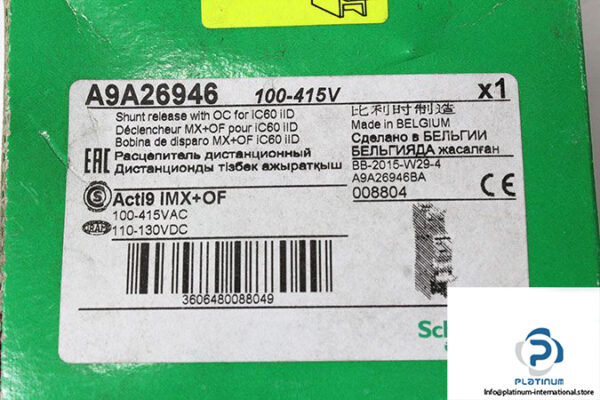 A9A26946 100-415V x1
Shunt release with OC for iC60 iID
Déclencheur MX+OF pour iC60 iID
Bobina de disparo MX+OF iC60 iID
Расцепитель дистанционный
Дистанционды тізбек ажыратқыш
比利时制造
Made in BELGIUM
Сделано в БЕЛЬГИИ
БЕЛЬГИЯДА жасалған
BB-2015-W29-4
A9A26946BA
008804
EAC
CE
S
Acti9 IMX+OF
100-415VAC
110-130VDC
3606480088049
Sch
PLATINUM
Info@platinum-international.store